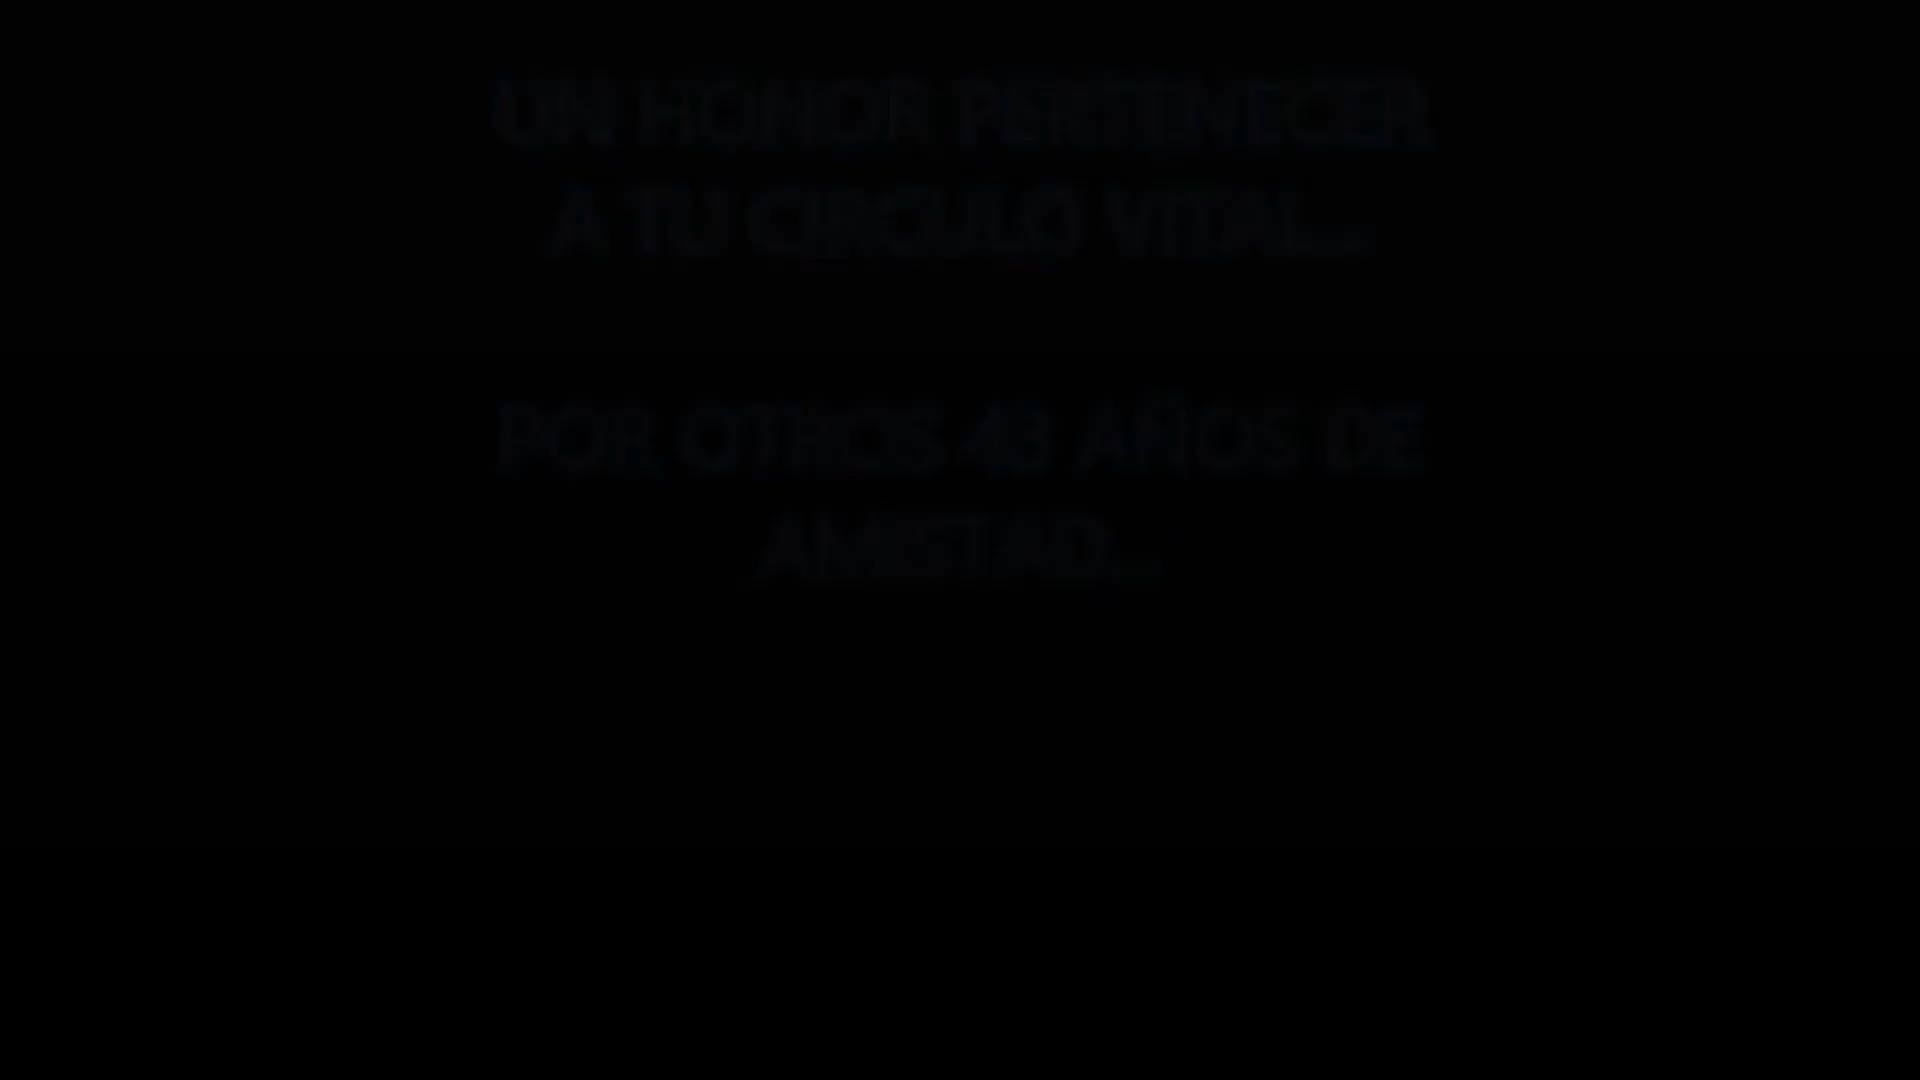 UN HONOR PERTENECER
A TU CIRCULO VITAL...
POR OTROS 43 AÑOS DE
AMISTAD...